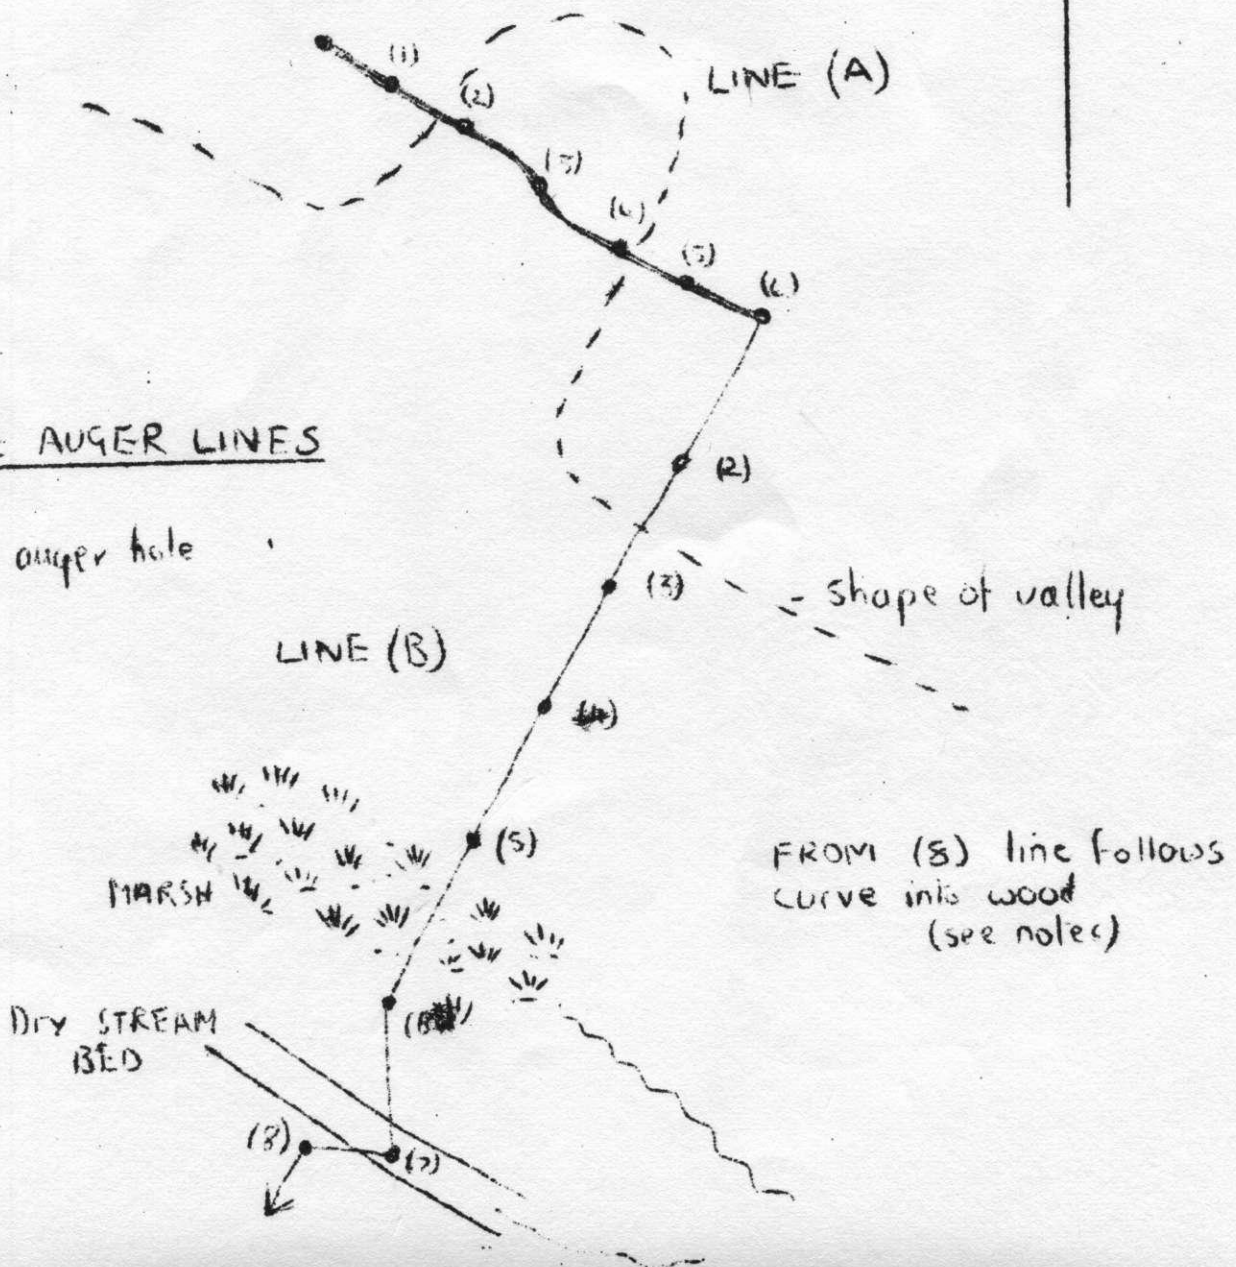 LINE (A)
(1)
(2)
(3)
(4)
(5)
(6)
AUGER LINES
auger hole
(2)
(3)
- shape of valley
LINE (B)
(4)
(5)
MARSH
FROM (8) line follows
curve into wood
(see notes)
Dry STREAM
BED
(8)
(7)